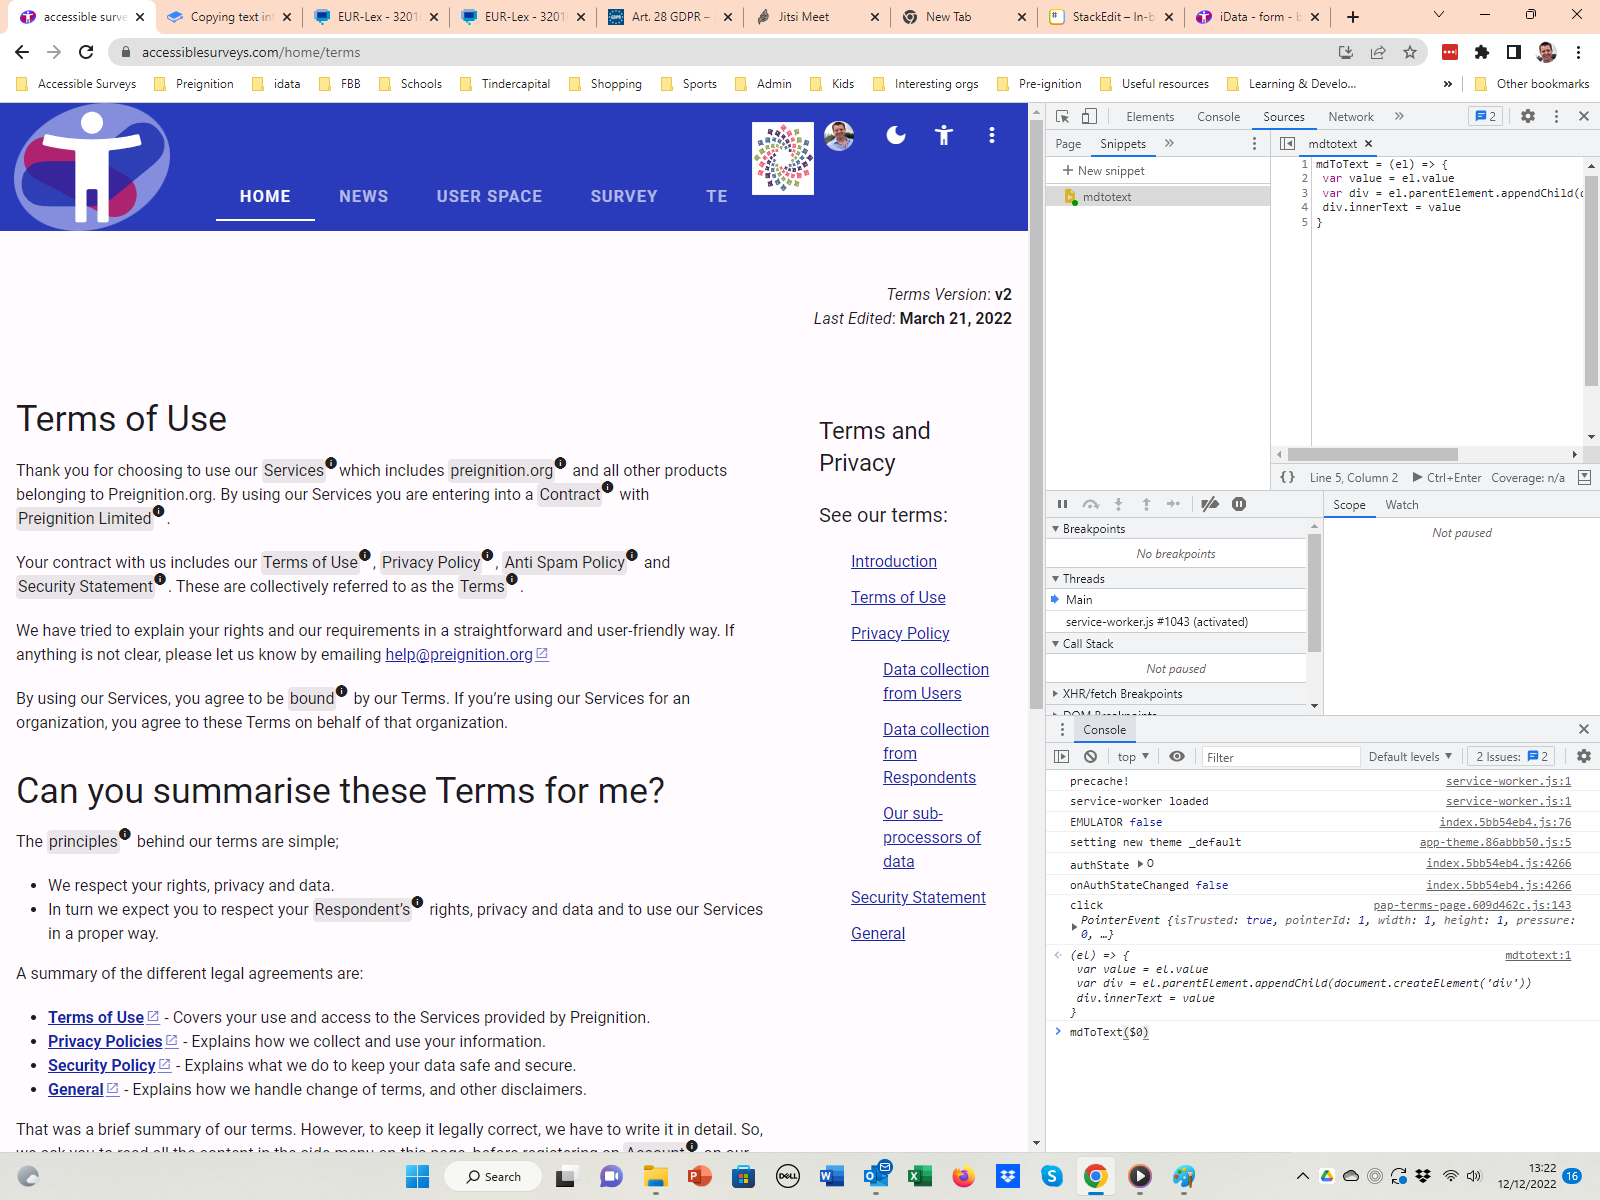 accessible surve
Copying text in
EUR-Lex - 3201
EUR-Lex - 3201
Art. 28 GDPR –
Jitsi Meet
New Tab
StackEdit – In-b
iData - form - b
accessiblesurveys.com/home/terms
Accessible Surveys
Preignition
idata
FBB
Schools
Tindercapital
Shopping
Sports
Admin
Kids
Interesting orgs
Pre-ignition
Useful resources
Learning & Develo...
»
Other bookmarks
HOME
NEWS
USER SPACE
SURVEY
TE
Terms Version: v2
Last Edited: March 21, 2022
Terms of Use
Thank you for choosing to use our Services which includes preignition.org and all other products
belonging to Preignition.org. By using our Services you are entering into a Contract with
Preignition Limited .
Your contract with us includes our Terms of Use , Privacy Policy , Anti Spam Policy and
Security Statement . These are collectively referred to as the Terms .
We have tried to explain your rights and our requirements in a straightforward and user-friendly way. If
anything is not clear, please let us know by emailing help@preignition.org
By using our Services, you agree to be bound by our Terms. If you’re using our Services for an
organization, you agree to these Terms on behalf of that organization.
Can you summarise these Terms for me?
The principles behind our terms are simple;
• We respect your rights, privacy and data.
• In turn we expect you to respect your Respondent’s rights, privacy and data and to use our Services
in a proper way.
A summary of the different legal agreements are:
• Terms of Use - Covers your use and access to the Services provided by Preignition.
• Privacy Policies - Explains how we collect and use your information.
• Security Policy - Explains what we do to keep your data safe and secure.
• General - Explains how we handle change of terms, and other disclaimers.
That was a brief summary of our terms. However, to keep it legally correct, we have to write it in detail. So,
we ask you to read all the content in the side menu on this page, before registering an Account on our
Terms and
Privacy
See our terms:
Introduction
Terms of Use
Privacy Policy
Data collection
from Users
Data collection
from
Respondents
Our sub-
processors of
data
Security Statement
General
Elements
Console
Sources
Network
»
2
Page
Snippets
»
mdtotext
+ New snippet
mdtotext
1 mdToText = (el) => {
2 var value = el.value
3 var div = el.parentElement.appendChild(
4 div.innerText = value
5 }
{ }
Line 5, Column 2
Ctrl+Enter
Coverage: n/a
Scope
Watch
Breakpoints
No breakpoints
Not paused
Threads
Main
service-worker.js #1043 (activated)
Call Stack
Not paused
XHR/fetch Breakpoints
DOM Breakpoints
Console
top
Filter
Default levels
2 Issues:
2
precache! service-worker.js:1
service-worker loaded service-worker.js:1
EMULATOR false index.5bb54eb4.js:76
setting new theme _default app-theme.86abbb50.js:5
authState O index.5bb54eb4.js:4266
onAuthStateChanged false index.5bb54eb4.js:4266
click pap-terms-page.609d462c.js:143
PointerEvent {isTrusted: true, pointerId: 1, width: 1, height: 1, pressure:
0, …}
(el) => { mdtotext:1
var value = el.value
var div = el.parentElement.appendChild(document.createElement('div'))
div.innerText = value
}
mdToText($0)
Search
DELL
13:22
12/12/2022
16